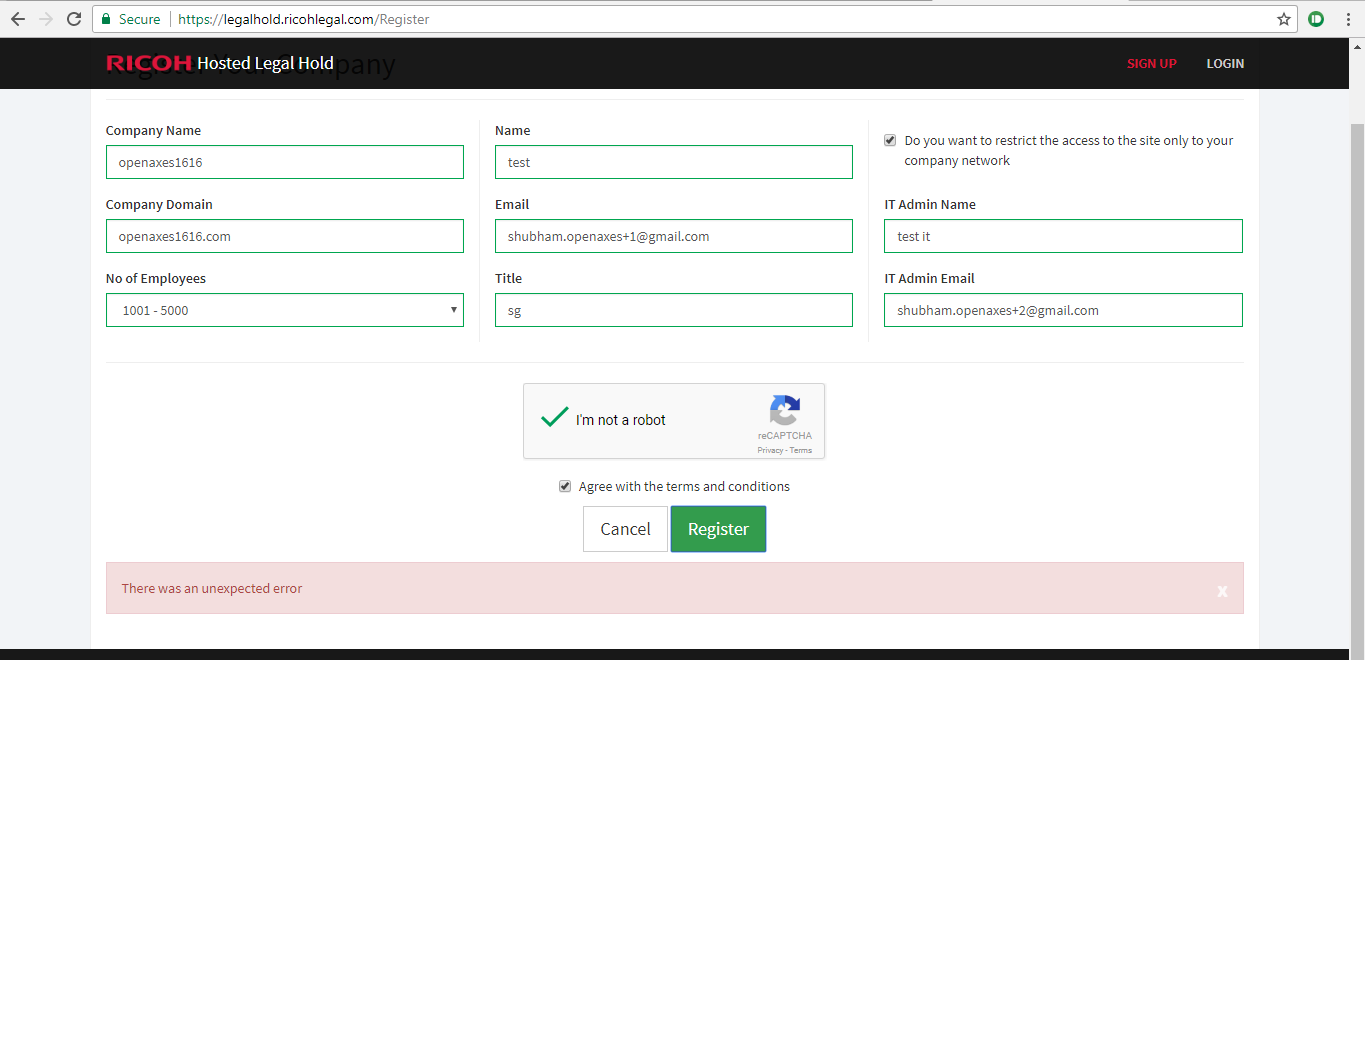 Secure
https://legalhold.ricohlegal.com/Register
Register Your Company
RICOH Hosted Legal Hold
SIGN UP
LOGIN
Company Name
openaxes1616
Company Domain
openaxes1616.com
No of Employees
1001 - 5000
Name
test
Email
shubham.openaxes+1@gmail.com
Title
sg
Do you want to restrict the access to the site only to your
company network
IT Admin Name
test it
IT Admin Email
shubham.openaxes+2@gmail.com
I'm not a robot
reCAPTCHA
Privacy - Terms
Agree with the terms and conditions
Cancel
Register
There was an unexpected error
x